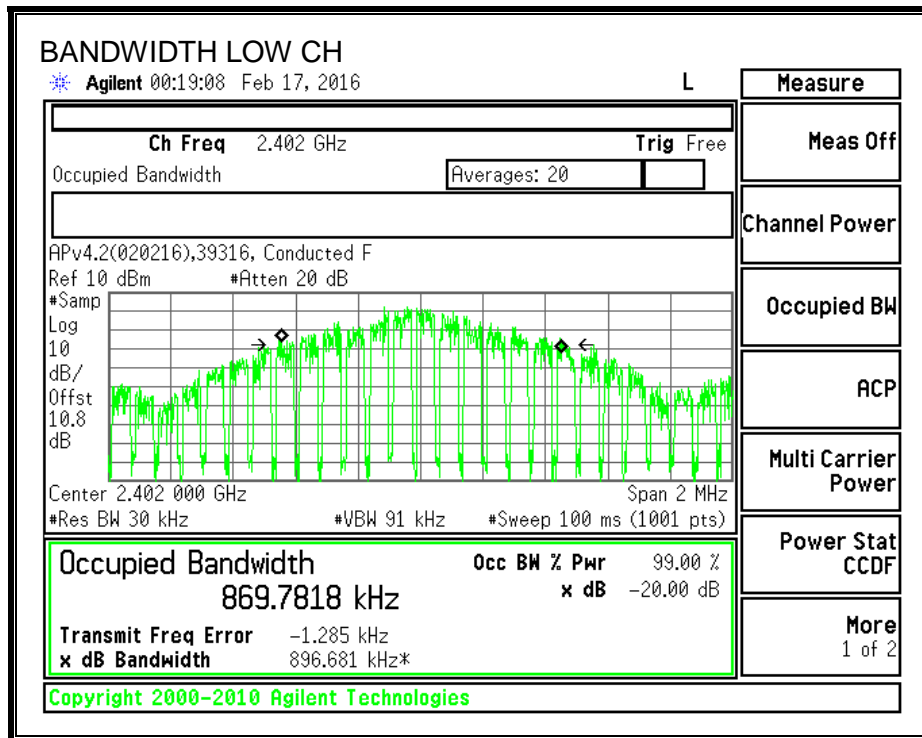 BANDWIDTH LOW CH
Agilent 00:19:08 Feb 17, 2016 L
Measure
Ch Freq 2.402 GHz Trig Free
Meas Off
Occupied Bandwidth Averages: 20
Channel Power
APv4.2(020216),39316, Conducted F
Ref 10 dBm #Atten 20 dB
#Samp
Log
10
dB/
Offst
10.8
dB
Occupied BW
ACP
Multi Carrier
Power
Center 2.402 000 GHz Span 2 MHz
#Res BW 30 kHz #VBW 91 kHz #Sweep 100 ms (1001 pts)
Power Stat
CCDF
Occupied Bandwidth Occ BW % Pwr 99.00 %
869.7818 kHz x dB -20.00 dB
Transmit Freq Error -1.285 kHz
x dB Bandwidth 896.681 kHz*
More
1 of 2
Copyright 2000-2010 Agilent Technologies